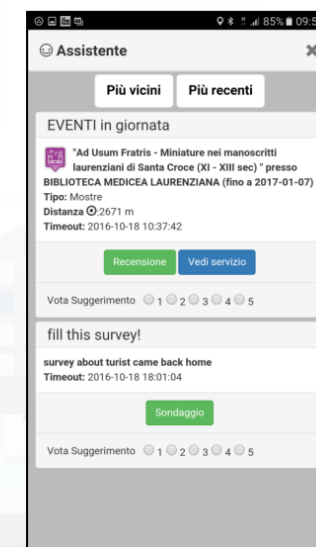 85% 09:5
Assistente
Più vicini Più recenti
EVENTI in giornata
"Ad Usum Fratris - Miniature nei manoscritti
laurenziani di Santa Croce (XI - XIII sec) " presso
BIBLIOTECA MEDICEA LAURENZIANA (fino a 2017-01-07)
Tipo: Mostre
Distanza :2671 m
Timeout: 2016-10-18 10:37:42
Recensione Vedi servizio
Vota Suggerimento 1 2 3 4 5
fill this survey!
survey about turist came back home
Timeout: 2016-10-18 18:01:04
Sondaggio
Vota Suggerimento 1 2 3 4 5